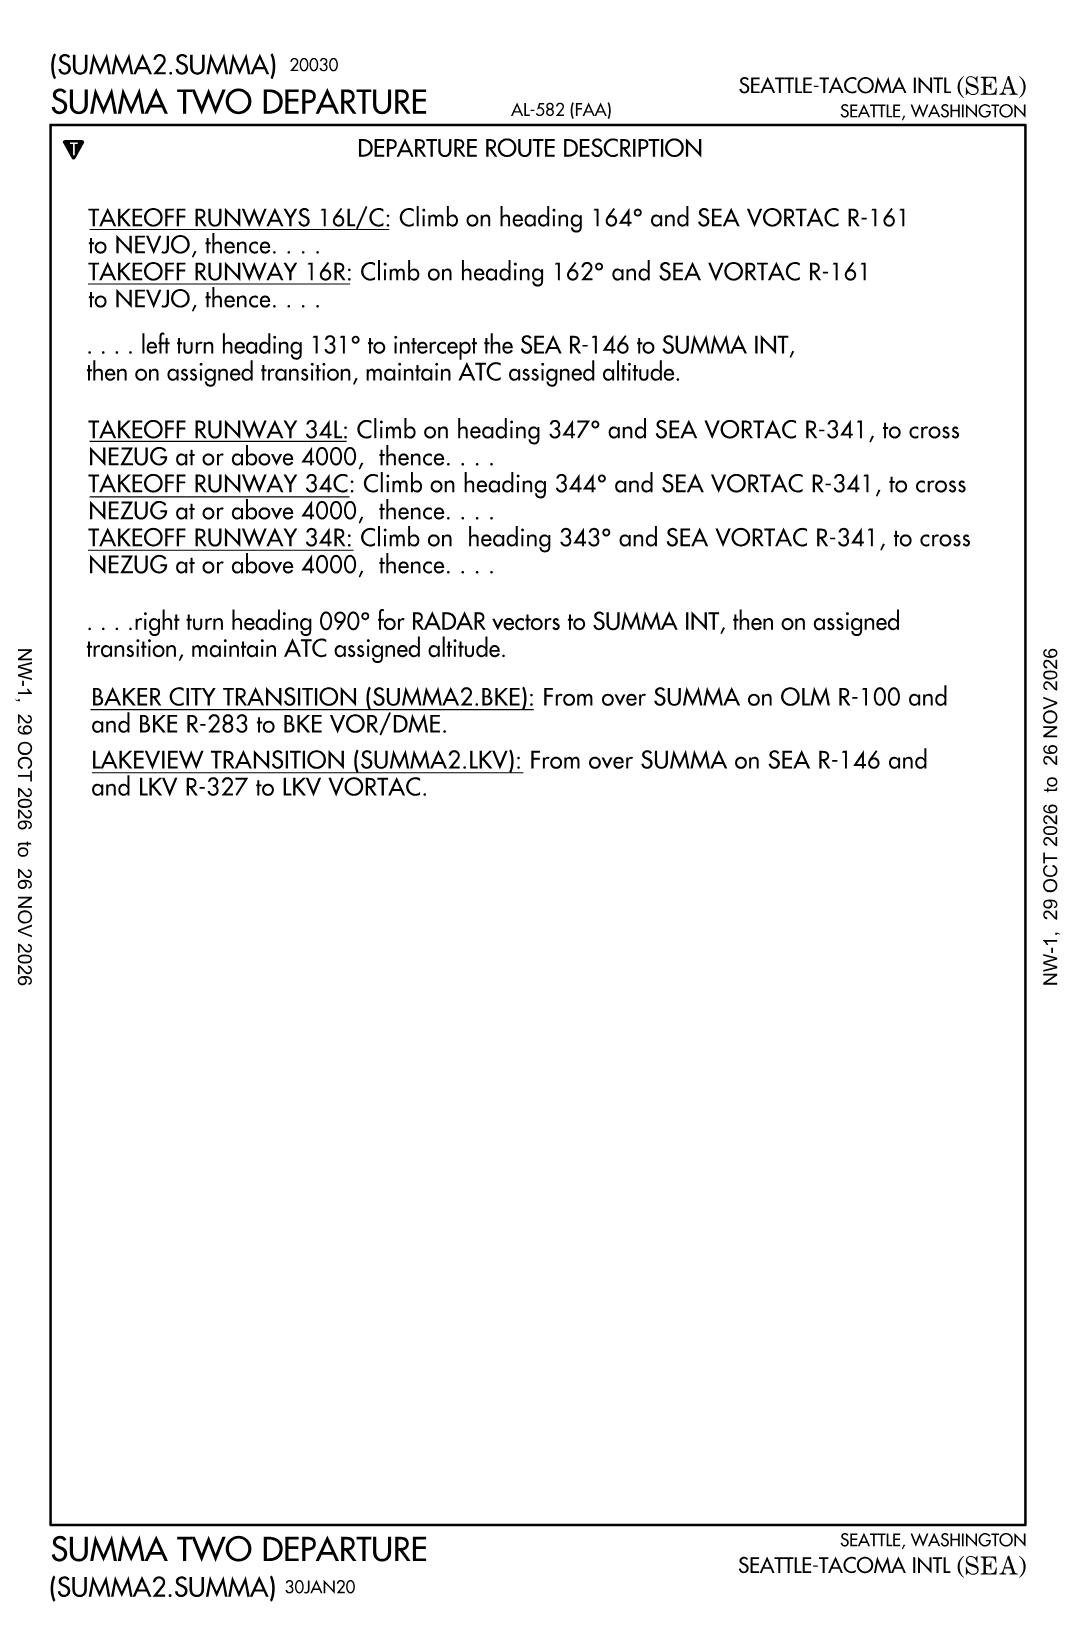 (SUMMA2.SUMMA) 20030
SUMMA TWO DEPARTURE
AL-582 (FAA)
SEATTLE-TACOMA INTL (SEA)
SEATTLE, WASHINGTON
T
DEPARTURE ROUTE DESCRIPTION
TAKEOFF RUNWAYS 16L/C: Climb on heading 164° and SEA VORTAC R-161
to NEVJO, thence. . . .
TAKEOFF RUNWAY 16R: Climb on heading 162° and SEA VORTAC R-161
to NEVJO, thence. . . .
. . . . left turn heading 131° to intercept the SEA R-146 to SUMMA INT,
then on assigned transition, maintain ATC assigned altitude.
TAKEOFF RUNWAY 34L: Climb on heading 347° and SEA VORTAC R-341, to cross
NEZUG at or above 4000, thence. . . .
TAKEOFF RUNWAY 34C: Climb on heading 344° and SEA VORTAC R-341, to cross
NEZUG at or above 4000, thence. . . .
TAKEOFF RUNWAY 34R: Climb on heading 343° and SEA VORTAC R-341, to cross
NEZUG at or above 4000, thence. . . .
. . . .right turn heading 090° for RADAR vectors to SUMMA INT, then on assigned
transition, maintain ATC assigned altitude.
BAKER CITY TRANSITION (SUMMA2.BKE): From over SUMMA on OLM R-100 and
and BKE R-283 to BKE VOR/DME.
LAKEVIEW TRANSITION (SUMMA2.LKV): From over SUMMA on SEA R-146 and
and LKV R-327 to LKV VORTAC.
NW-1, 29 OCT 2026 to 26 NOV 2026
NW-1, 29 OCT 2026 to 26 NOV 2026
SUMMA TWO DEPARTURE
(SUMMA2.SUMMA) 30JAN20
SEATTLE, WASHINGTON
SEATTLE-TACOMA INTL (SEA)